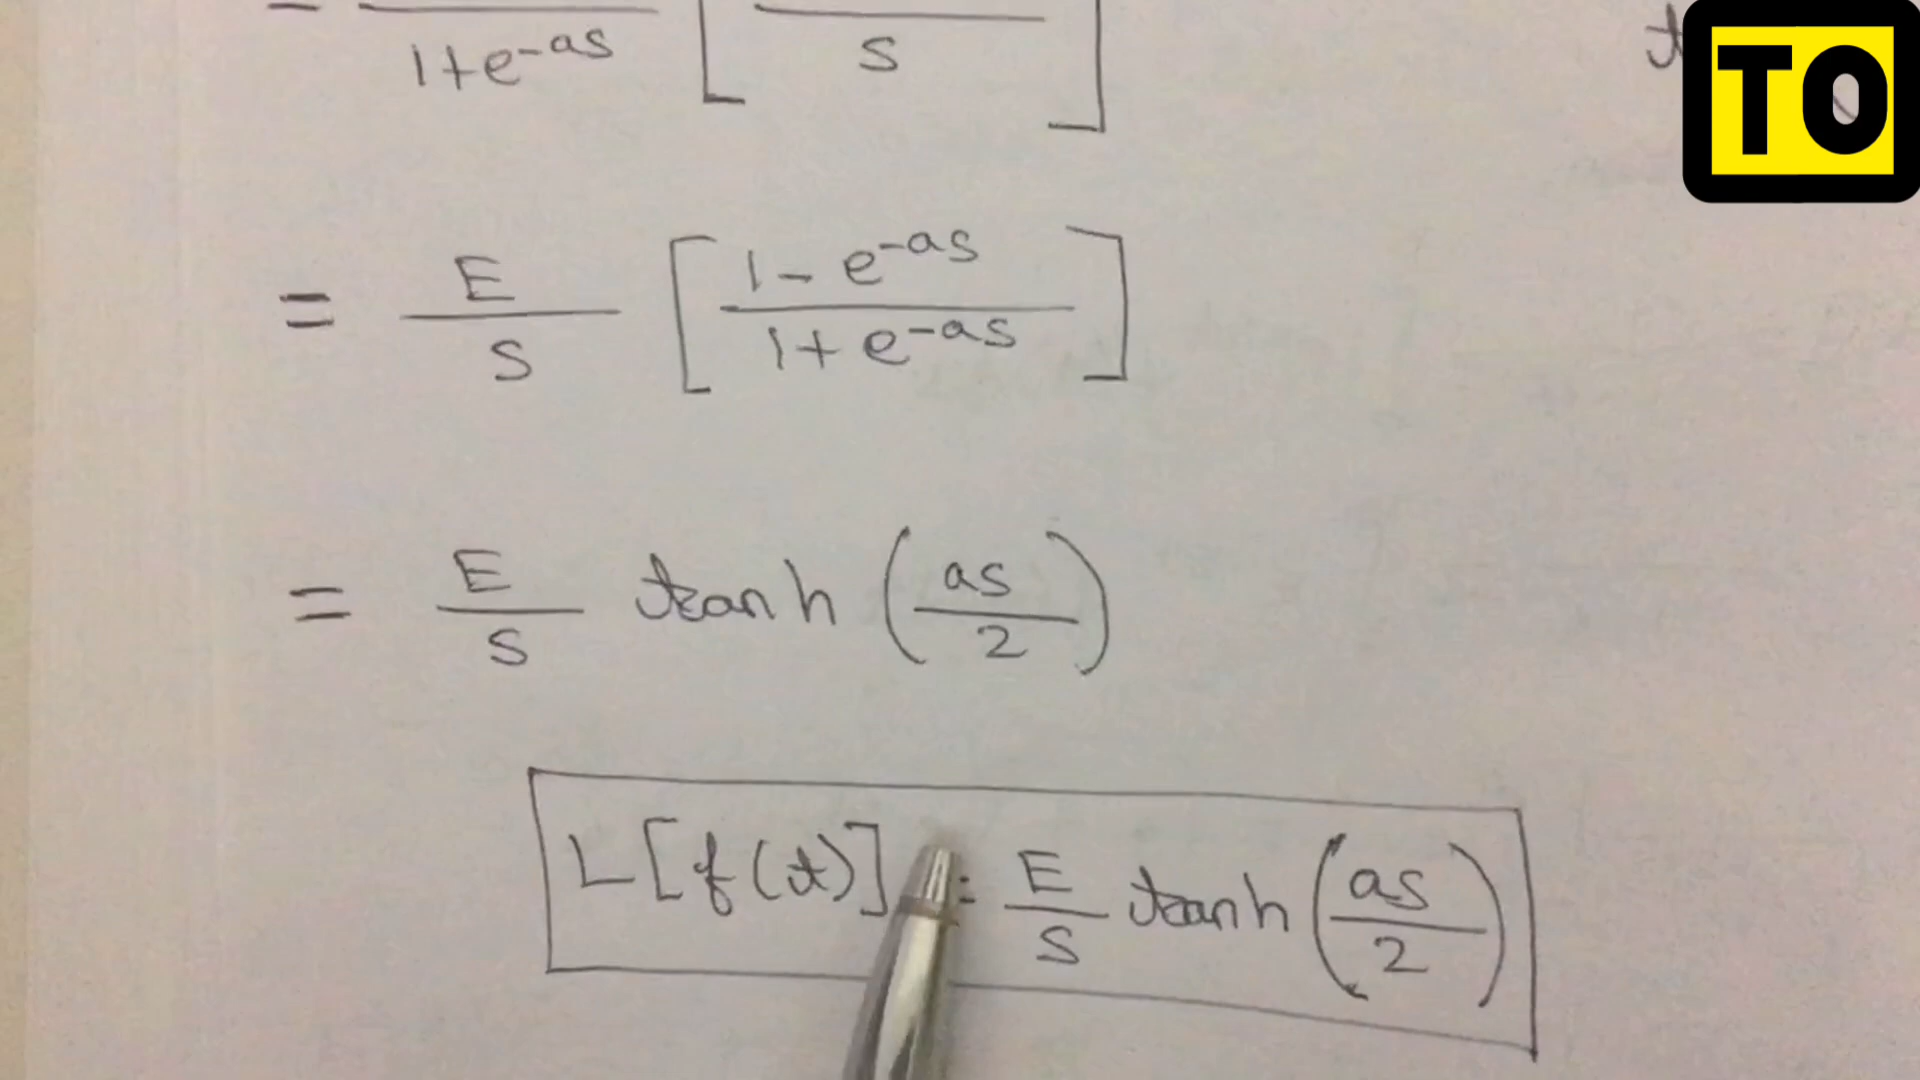 = 1+e^-as [ s ]
TO
= E/s [ 1-e^-as / 1+e^-as ]
= E/s tanh (as/2)
L[f(t)] = E/s tanh (as/2)